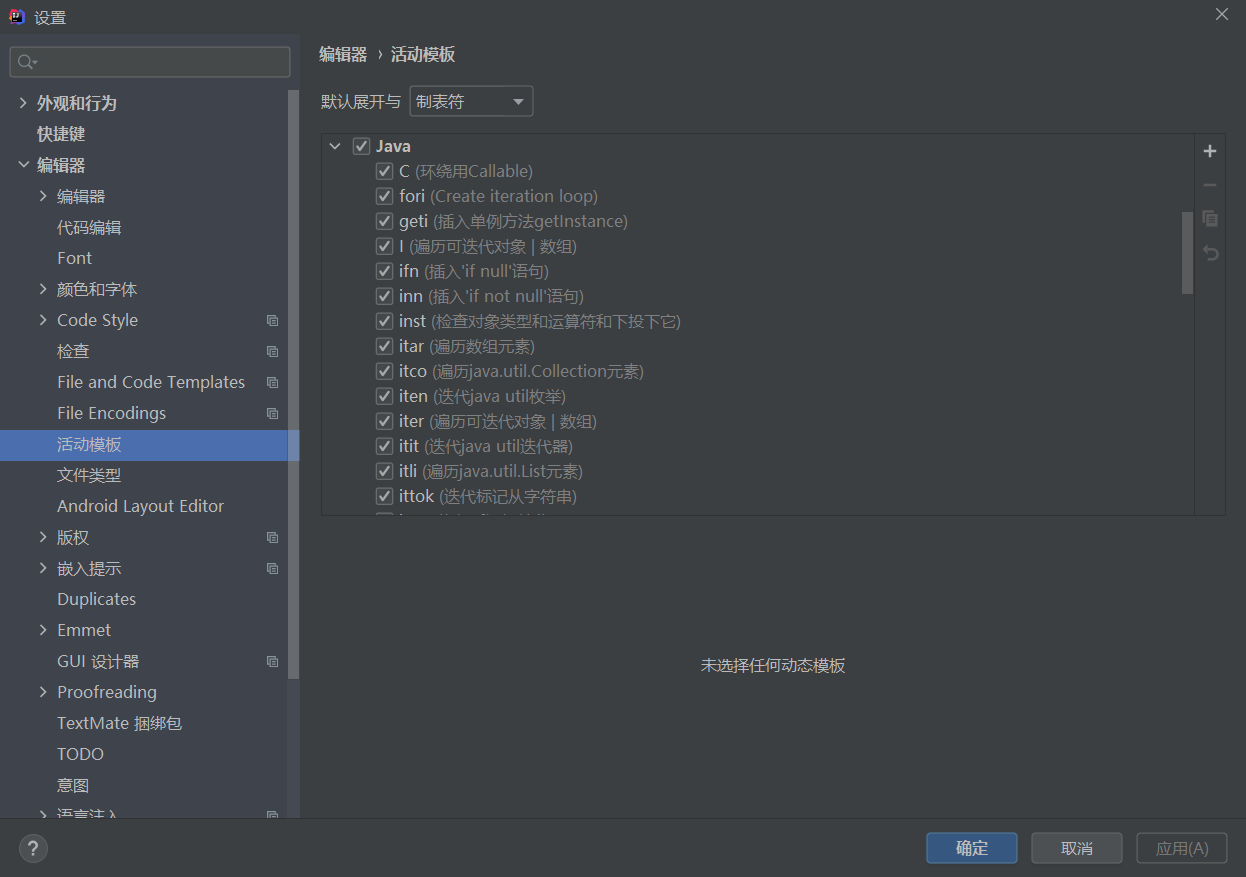 设置
外观和行为
快捷键
编辑器
编辑器
代码编辑
Font
颜色和字体
Code Style
检查
File and Code Templates
File Encodings
活动模板
文件类型
Android Layout Editor
版权
嵌入提示
Duplicates
Emmet
GUI 设计器
Proofreading
TextMate 捆绑包
TODO
意图
语言注入
编辑器 › 活动模板
默认展开与 制表符
Java
C (环绕用Callable)
fori (Create iteration loop)
geti (插入单例方法getInstance)
I (遍历可迭代对象 | 数组)
ifn (插入'if null'语句)
inn (插入'if not null'语句)
inst (检查对象类型和运算符和下投下它)
itar (遍历数组元素)
itco (遍历java.util.Collection元素)
iten (迭代java util枚举)
iter (遍历可迭代对象 | 数组)
itit (迭代java util迭代器)
itli (遍历java.util.List元素)
ittok (迭代标记从字符串)
未选择任何动态模板
?
确定 取消 应用(A)